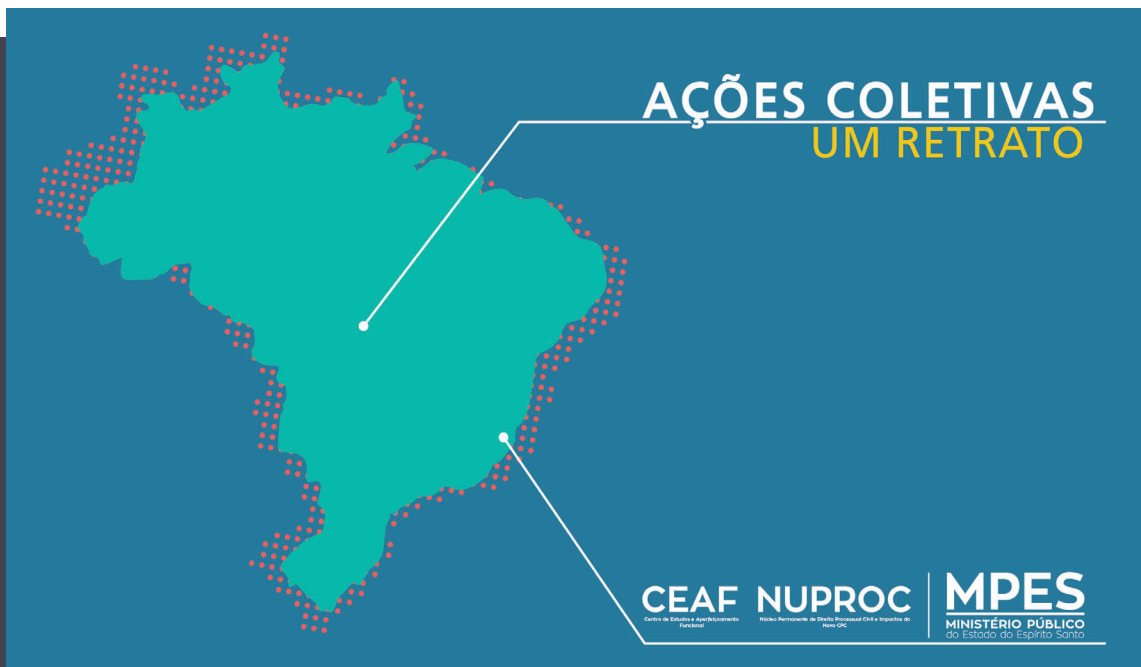 AÇÕES COLETIVAS
UM RETRATO
CEAF NUPROC
Centro de Estudos e Aperfeiçoamento
Funcional
Núcleo Permanente de Direito Processual Civil e Impactos do
Novo CPC
MPES
MINISTÉRIO PÚBLICO
do Estado do Espírito Santo